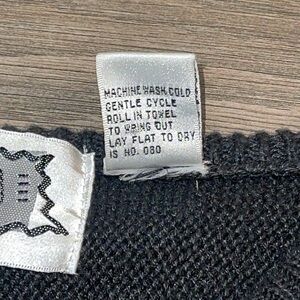 MACHINE WASH COLD
GENTLE CYCLE
ROLL IN TOWEL
TO WRING OUT
LAY FLAT TO DRY
IS NO. 080